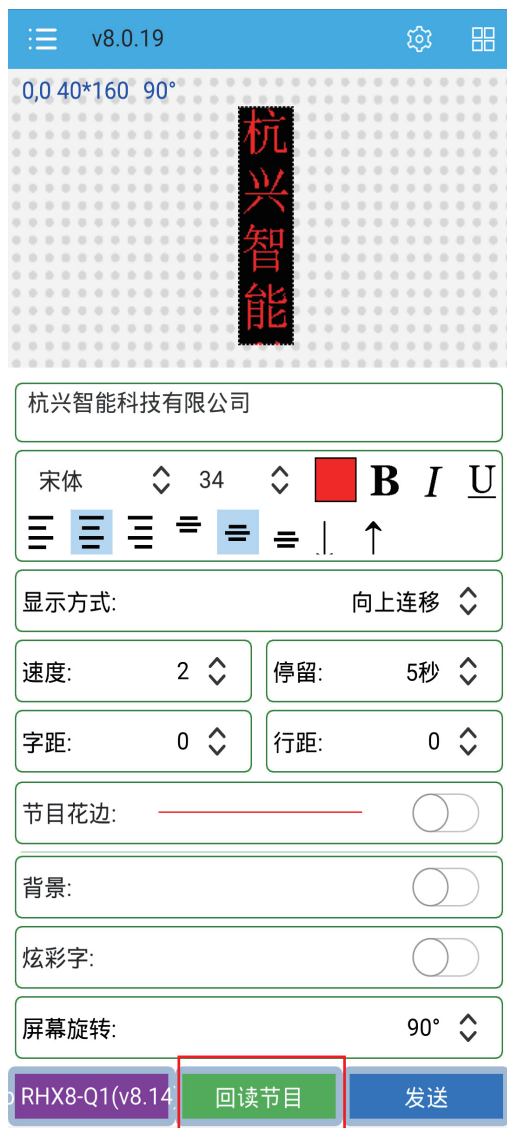 v8.0.19
0,0 40*160 90°
杭
兴
智
能
杭兴智能科技有限公司
宋体 34 B I U
显示方式: 向上连移
速度: 2 停留: 5秒
字距: 0 行距: 0
节目花边:
背景:
炫彩字:
屏幕旋转: 90°
RHX8-Q1(v8.14) 回读节目 发送